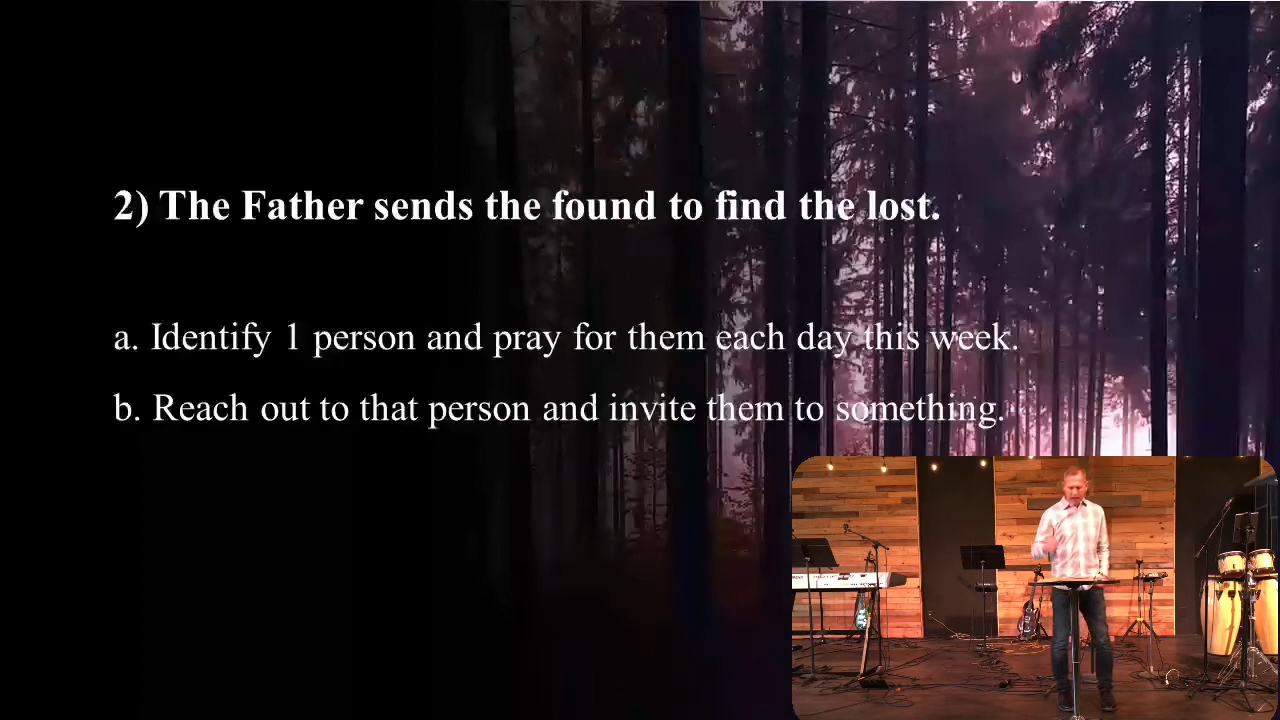 2) The Father sends the found to find the lost.
a. Identify 1 person and pray for them each day this week.
b. Reach out to that person and invite them to something.